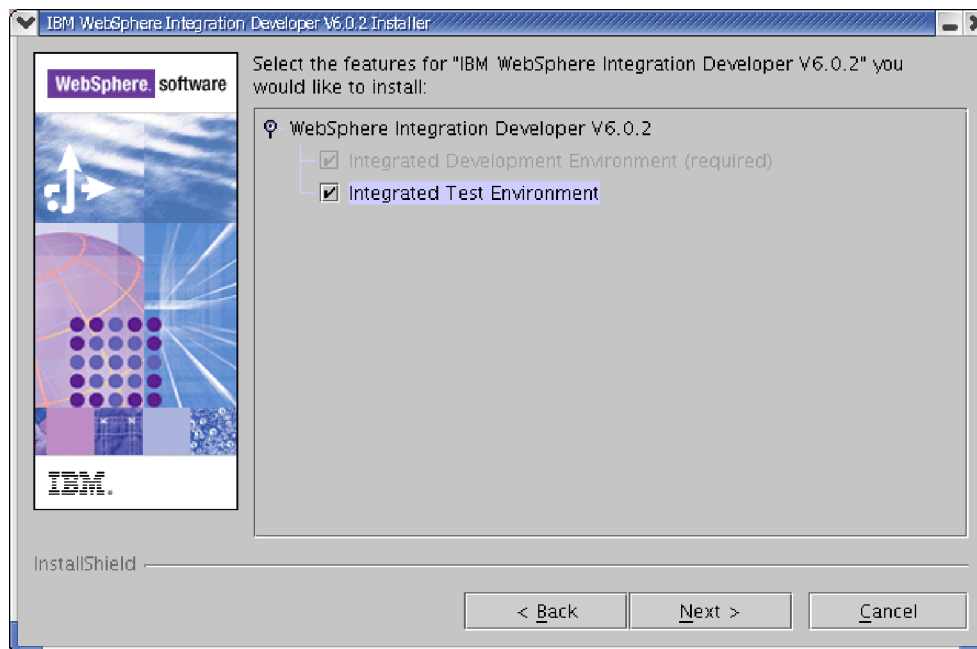 IBM WebSphere Integration Developer V6.0.2 Installer
WebSphere. software
Select the features for "IBM WebSphere Integration Developer V6.0.2" you
would like to install:
WebSphere Integration Developer V6.0.2
Integrated Development Environment (required)
Integrated Test Environment
IBM.
InstallShield
< Back
Next >
Cancel